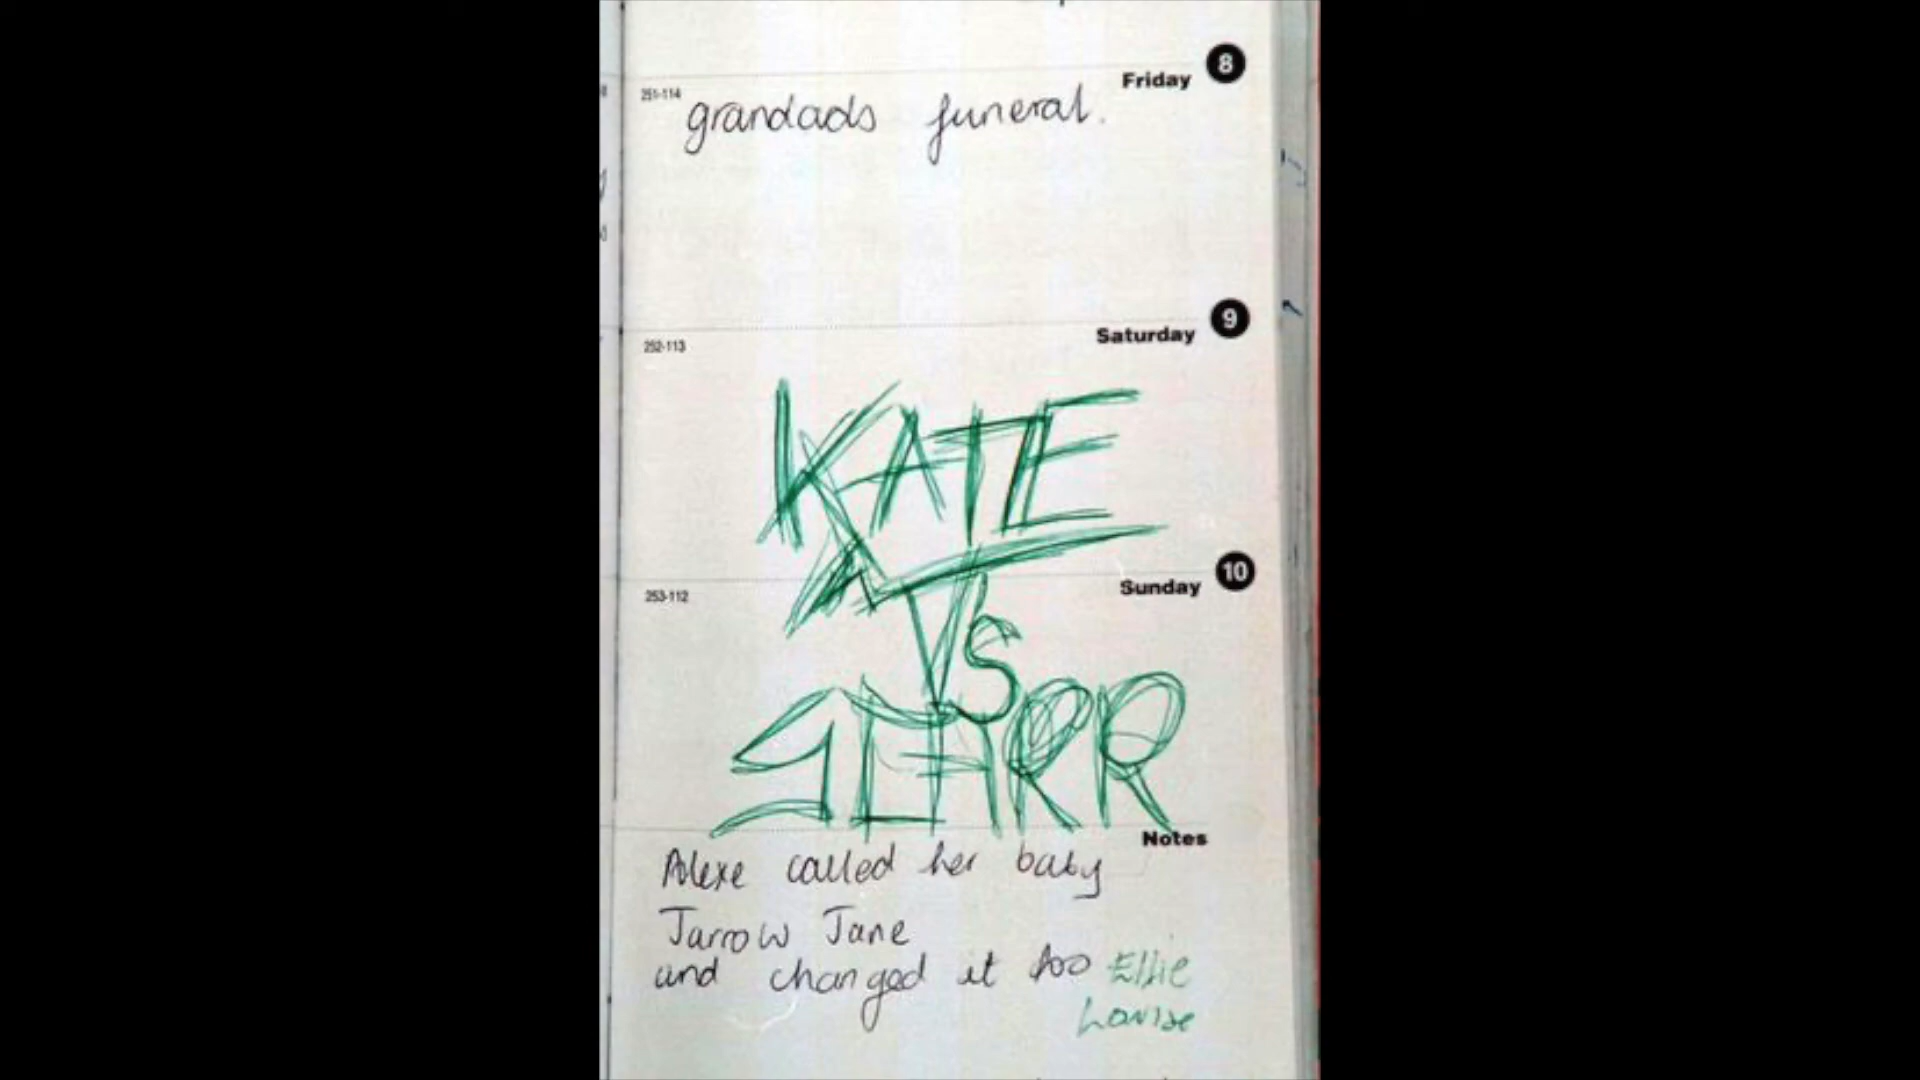 Friday 8
251-114
grandads funeral.
Saturday 9
252-113
KATE
Sunday 10
253-112
VS
Notes
Alexe called her baby
Jarrow Jane
and changed it too Ellie
Louise